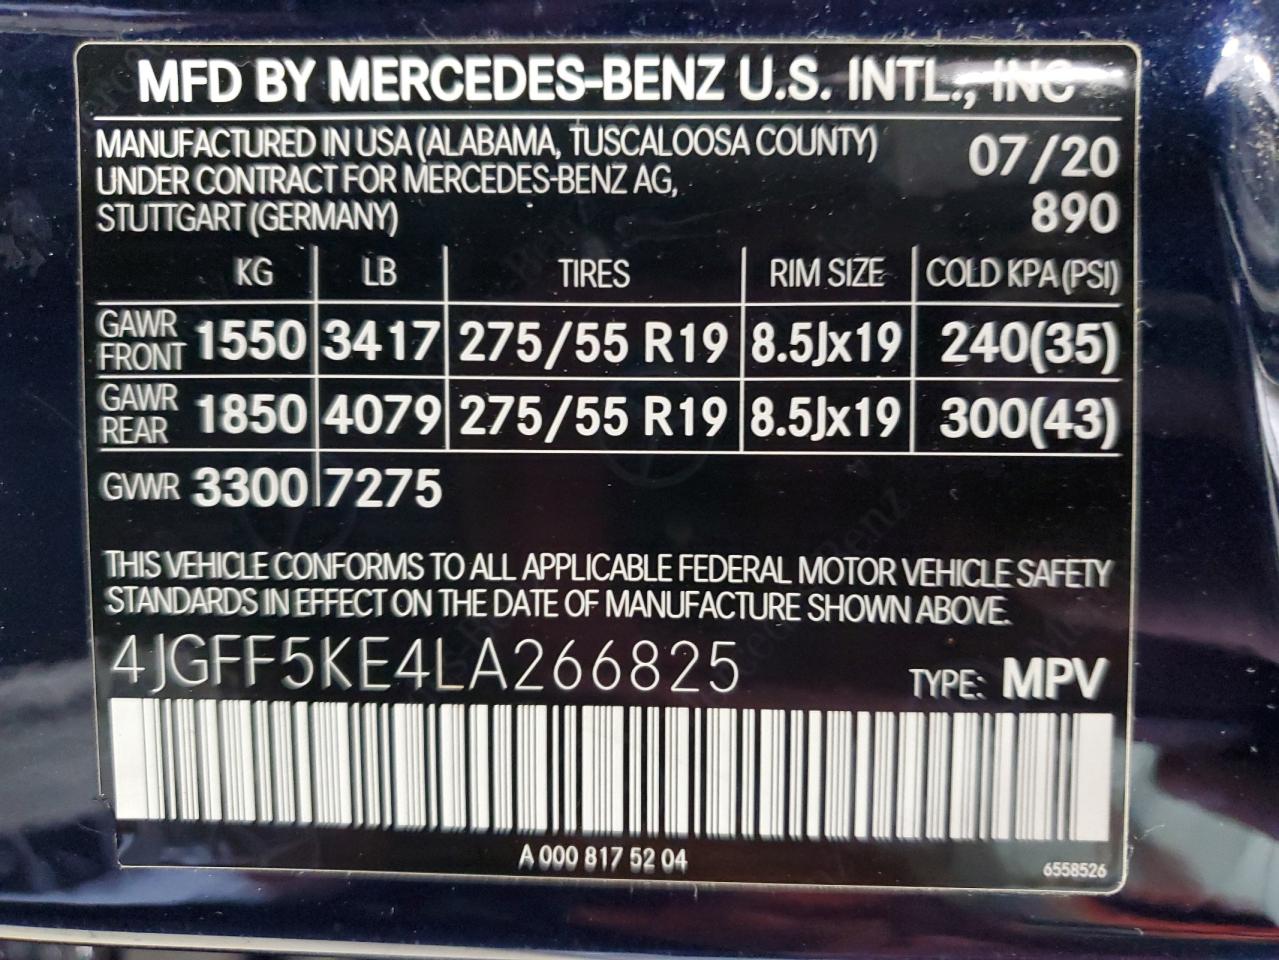 MFD BY MERCEDES-BENZ U.S. INTL., INC
MANUFACTURED IN USA (ALABAMA, TUSCALOOSA COUNTY) 07/20
UNDER CONTRACT FOR MERCEDES-BENZ AG,
STUTTGART (GERMANY) 890
KG LB TIRES RIM SIZE COLD KPA (PSI)
GAWR FRONT 1550 3417 275/55 R19 8.5Jx19 240(35)
GAWR REAR 1850 4079 275/55 R19 8.5Jx19 300(43)
GVWR 3300 7275
THIS VEHICLE CONFORMS TO ALL APPLICABLE FEDERAL MOTOR VEHICLE SAFETY
STANDARDS IN EFFECT ON THE DATE OF MANUFACTURE SHOWN ABOVE.
4JGFF5KE4LA266825 TYPE: MPV
A 000 817 52 04 6558526